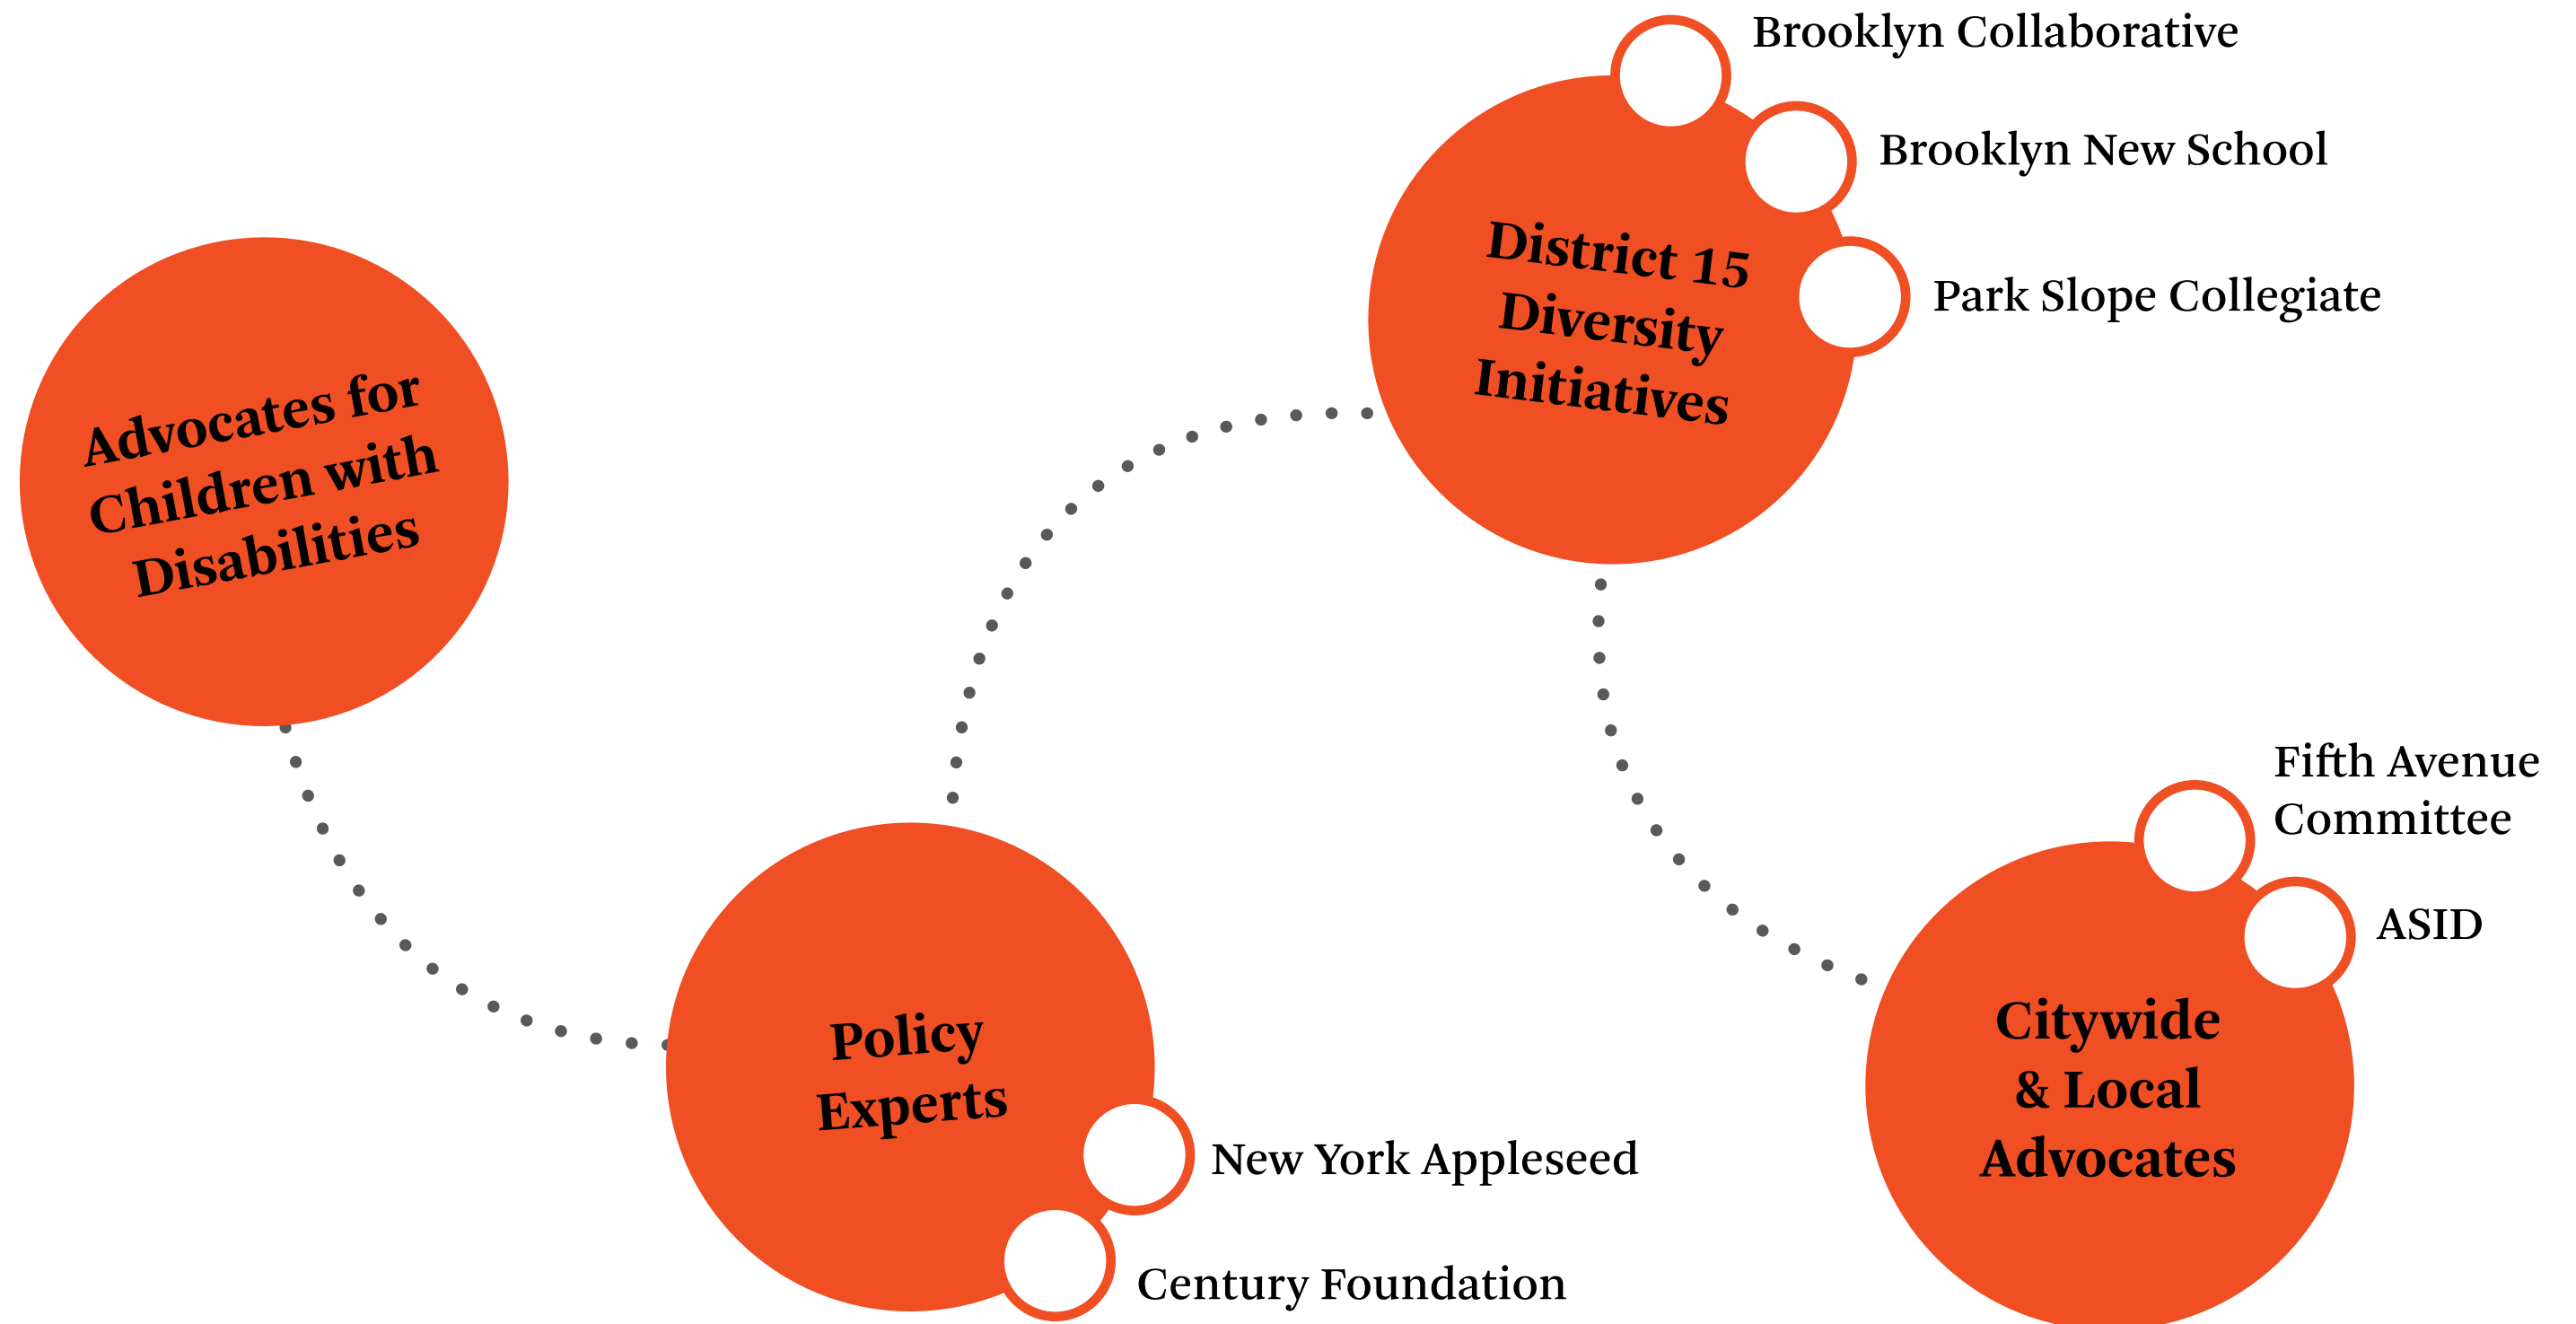 Brooklyn Collaborative
Brooklyn New School
Park Slope Collegiate
District 15
Diversity
Initiatives
Advocates for
Children with
Disabilities
Policy
Experts
New York Appleseed
Century Foundation
Fifth Avenue
Committee
ASID
Citywide
& Local
Advocates